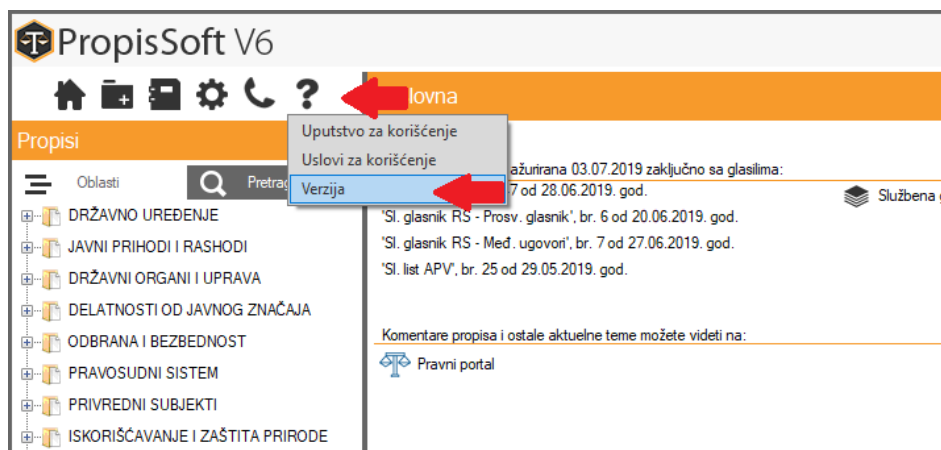 PropisSoft V6
?
lovna
Propisi
Uputstvo za korišćenje
Uslovi za korišćenje
Verzija
Oblasti
Pretrag
ažurirana 03.07.2019 zaključno sa glasilima:
7 od 28.06.2019. god.
Službena g
'Sl. glasnik RS - Prosv. glasnik', br. 6 od 20.06.2019. god.
'Sl. glasnik RS - Međ. ugovori', br. 7 od 27.06.2019. god.
'Sl. list APV', br. 25 od 29.05.2019. god.
DRŽAVNO UREĐENJE
JAVNI PRIHODI I RASHODI
DRŽAVNI ORGANI I UPRAVA
DELATNOSTI OD JAVNOG ZNAČAJA
ODBRANA I BEZBEDNOST
PRAVOSUDNI SISTEM
PRIVREDNI SUBJEKTI
ISKORIŠĆAVANJE I ZAŠTITA PRIRODE
Komentare propisa i ostale aktuelne teme možete videti na:
Pravni portal